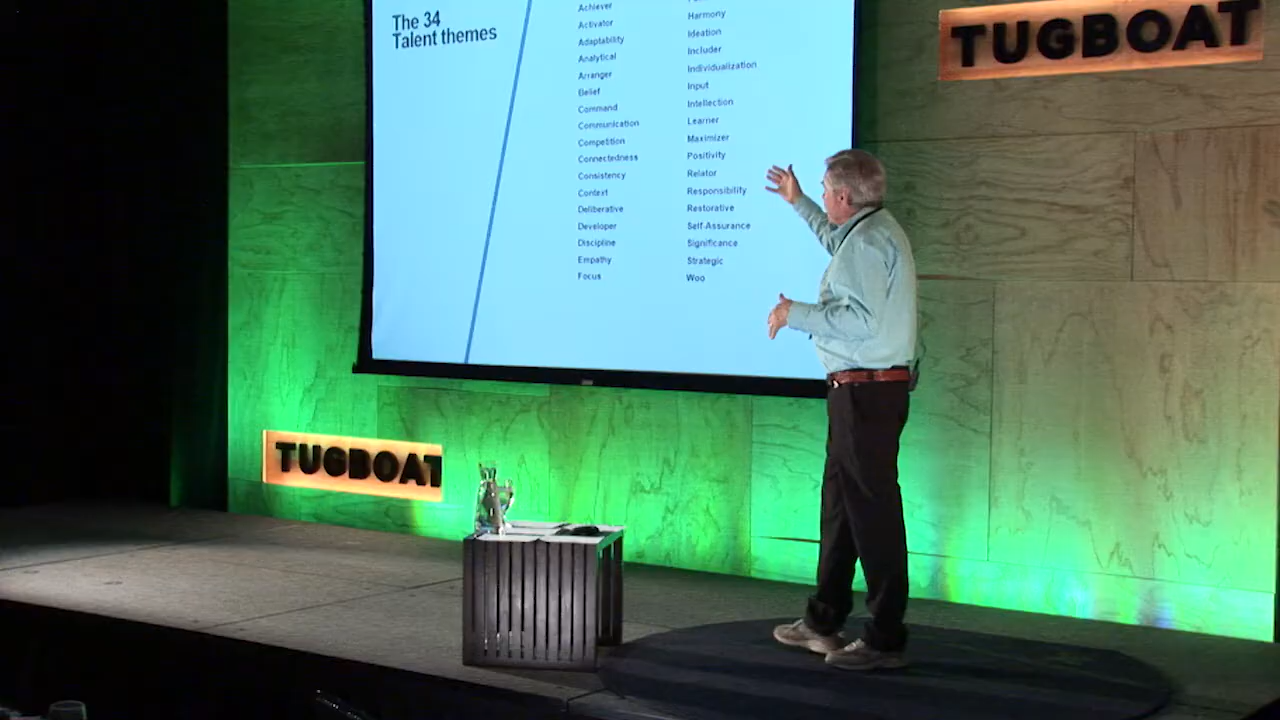 The 34
Talent themes
Achiever
Activator
Adaptability
Analytical
Arranger
Belief
Command
Communication
Competition
Connectedness
Consistency
Context
Deliberative
Developer
Discipline
Empathy
Focus
Harmony
Ideation
Includer
Individualization
Input
Intellection
Learner
Maximizer
Positivity
Relator
Responsibility
Restorative
Self-Assurance
Significance
Strategic
Woo
TUGBOAT
TUGBOAT